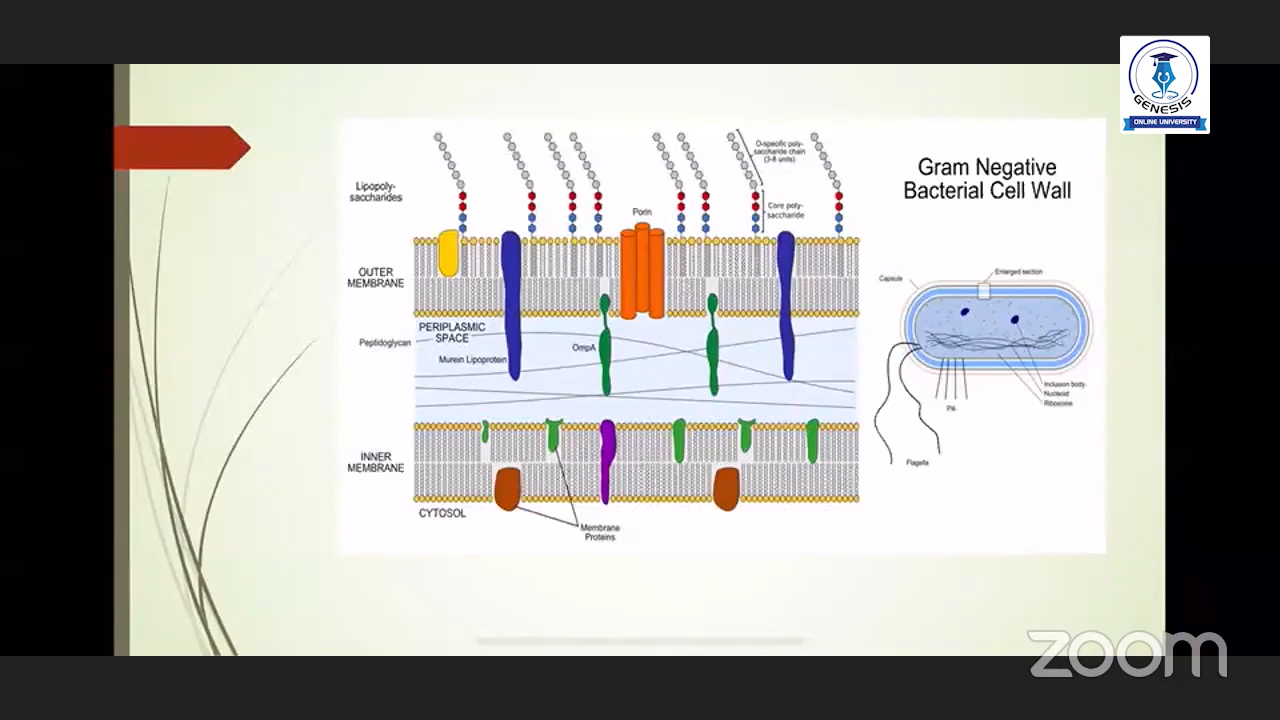 GENESIS
ONLINE UNIVERSITY
Gram Negative
Bacterial Cell Wall
O-specific poly-
saccharide chain
(3-8 units)
Lipopoly-
saccharides
Core poly-
saccharide
Porin
OUTER
MEMBRANE
PERIPLASMIC
SPACE
Peptidoglycan
OmpA
Murein Lipoprotein
INNER
MEMBRANE
CYTOSOL
Membrane
Proteins
Capsule
Enlarged section
Inclusion body
Nucleoid
Ribosome
Pili
Flagella
zoom